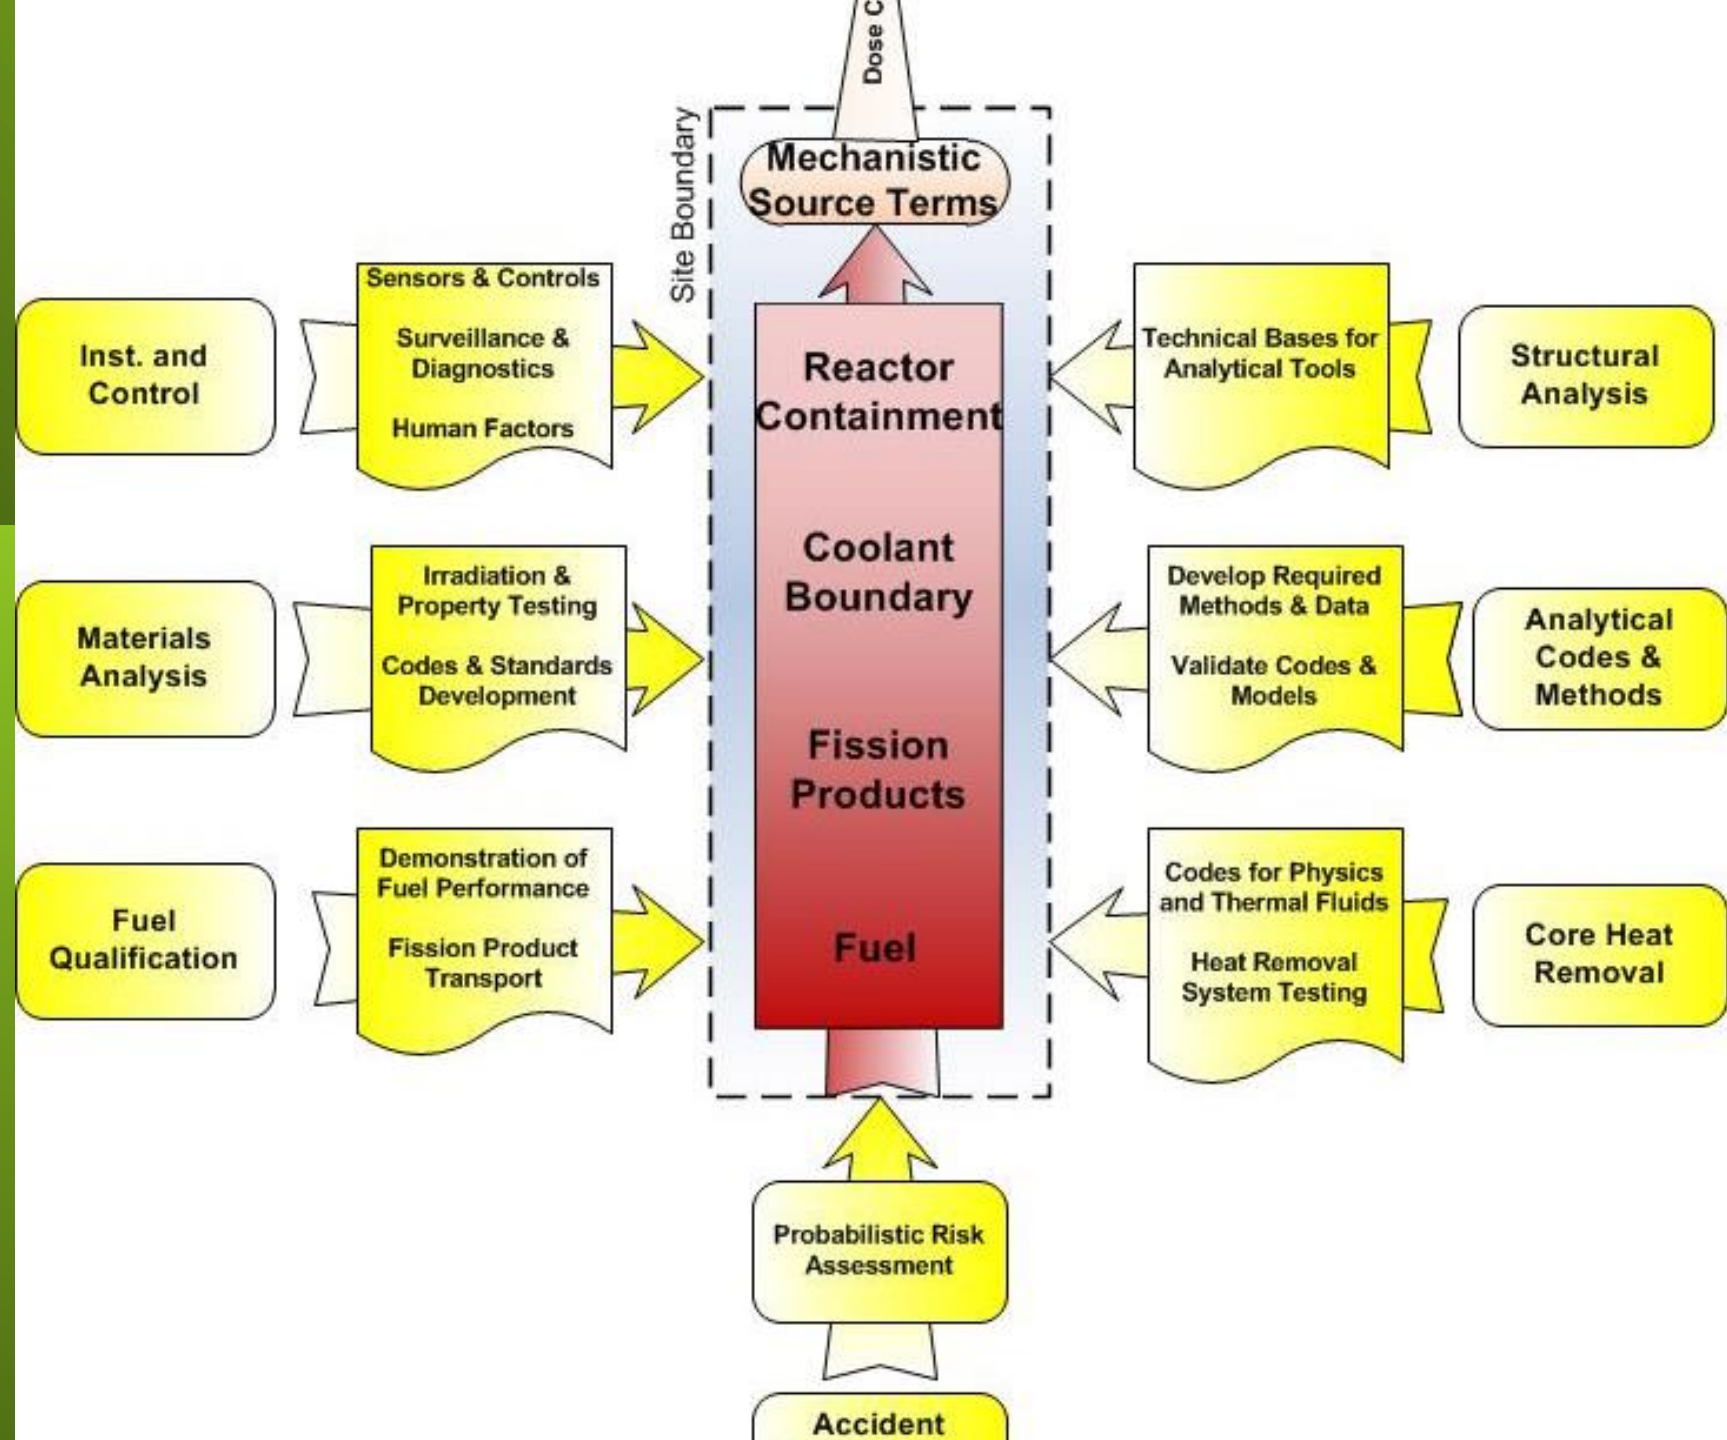 Dose
Site Boundary
Mechanistic
Source Terms
Inst. and
Control
Sensors & Controls
Surveillance &
Diagnostics
Human Factors
Reactor
Containment
Technical Bases for
Analytical Tools
Structural
Analysis
Materials
Analysis
Irradiation &
Property Testing
Codes & Standards
Development
Coolant
Boundary
Develop Required
Methods & Data
Validate Codes &
Models
Analytical
Codes &
Methods
Fission
Products
Fuel
Qualification
Demonstration of
Fuel Performance
Fission Product
Transport
Fuel
Codes for Physics
and Thermal Fluids
Heat Removal
System Testing
Core Heat
Removal
Probabilistic Risk
Assessment
Accident